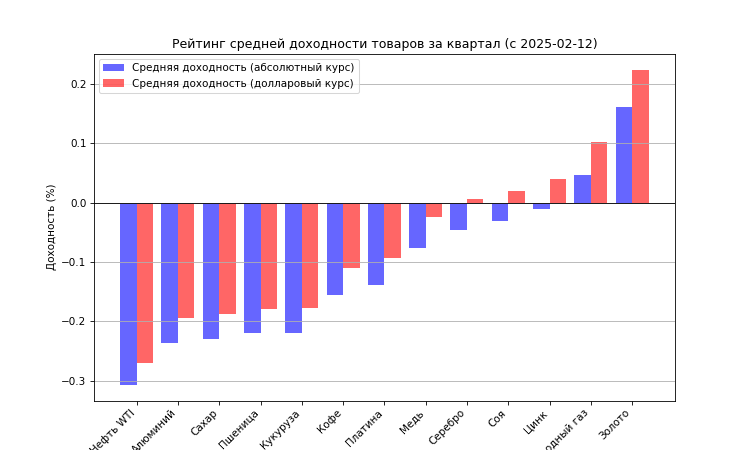 Рейтинг средней доходности товаров за квартал (с 2025-02-12)
Средняя доходность (абсолютный курс)
Средняя доходность (долларовый курс)
Доходность (%)
0.2
0.1
0.0
−0.1
−0.2
−0.3
Нефть WTI
Алюминий
Сахар
Пшеница
Кукуруза
Кофе
Платина
Медь
Серебро
Соя
Цинк
газ
Золото